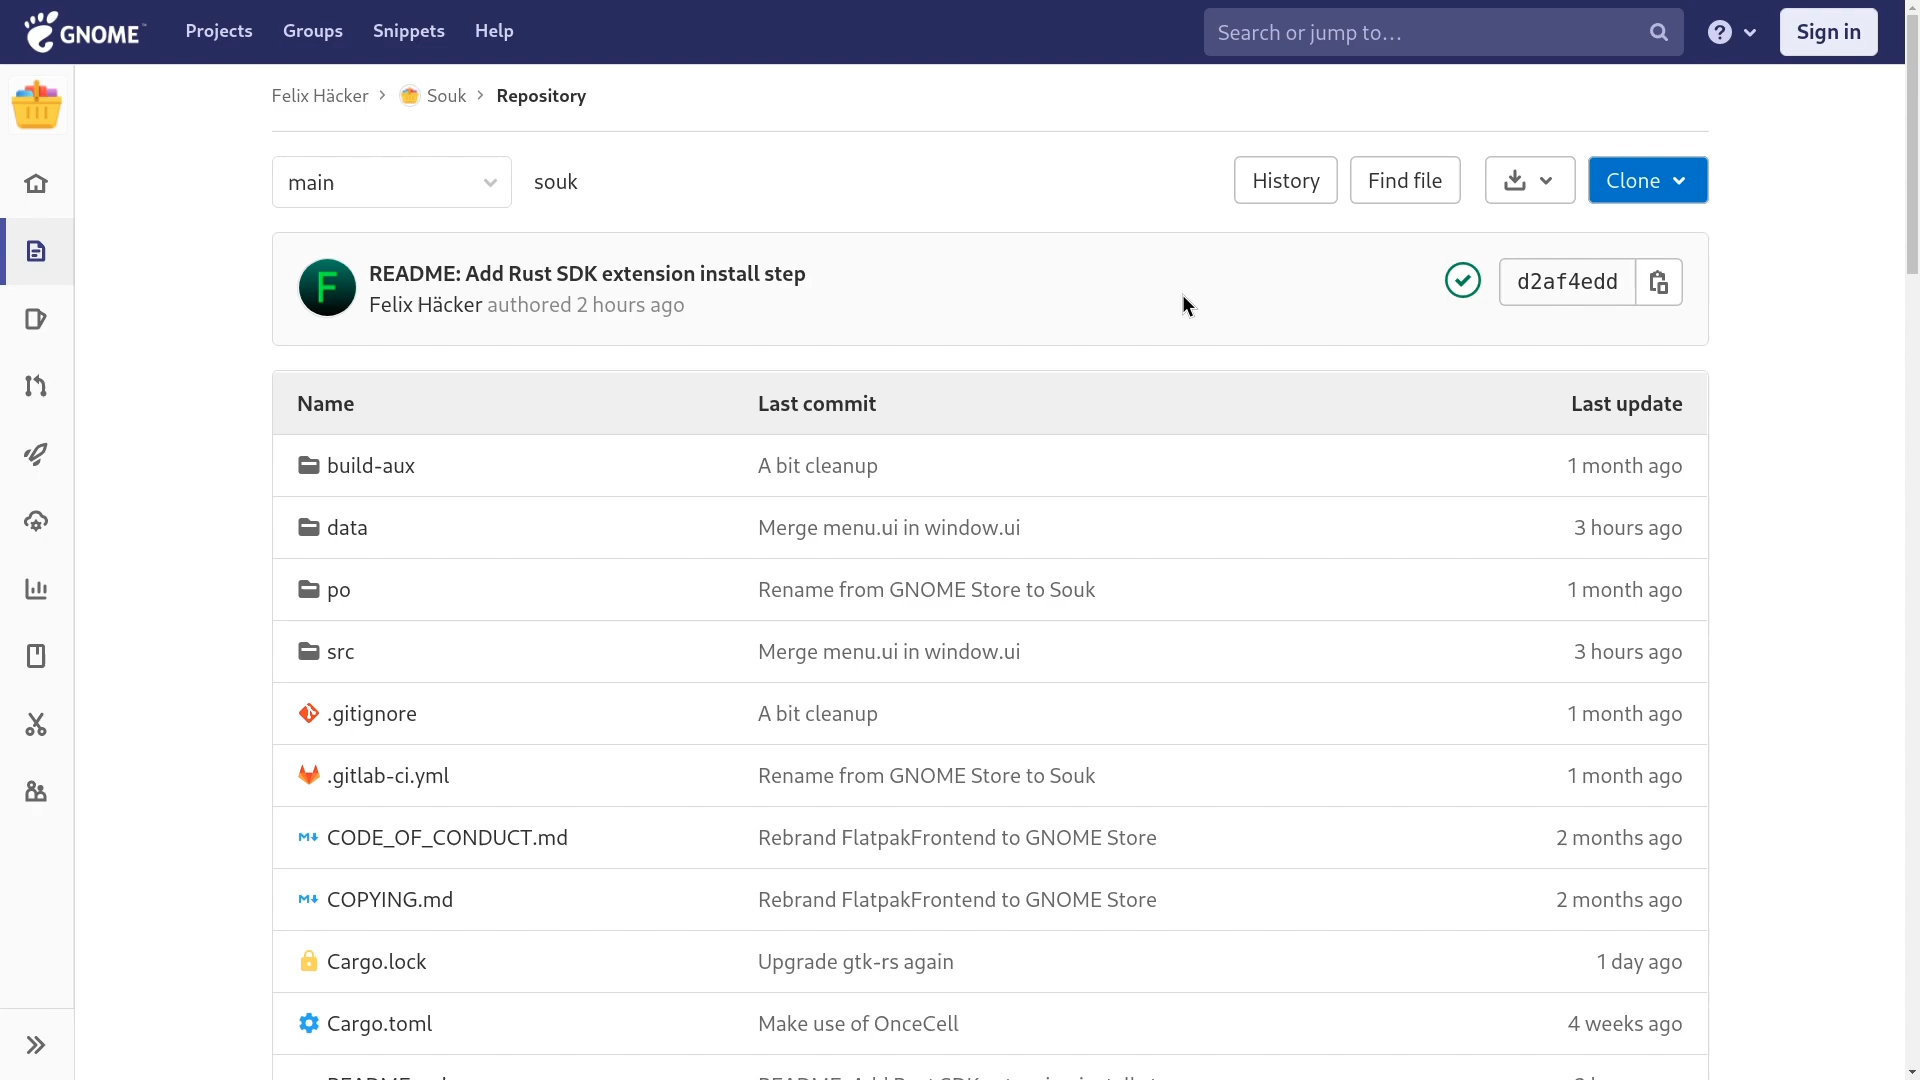 GNOME™ Projects Groups Snippets Help Search or jump to... Sign in
Felix Häcker > Souk > Repository
main souk History Find file Clone
README: Add Rust SDK extension install step
Felix Häcker authored 2 hours ago
d2af4edd
Name Last commit Last update
build-aux A bit cleanup 1 month ago
data Merge menu.ui in window.ui 3 hours ago
po Rename from GNOME Store to Souk 1 month ago
src Merge menu.ui in window.ui 3 hours ago
.gitignore A bit cleanup 1 month ago
.gitlab-ci.yml Rename from GNOME Store to Souk 1 month ago
CODE_OF_CONDUCT.md Rebrand FlatpakFrontend to GNOME Store 2 months ago
COPYING.md Rebrand FlatpakFrontend to GNOME Store 2 months ago
Cargo.lock Upgrade gtk-rs again 1 day ago
Cargo.toml Make use of OnceCell 4 weeks ago